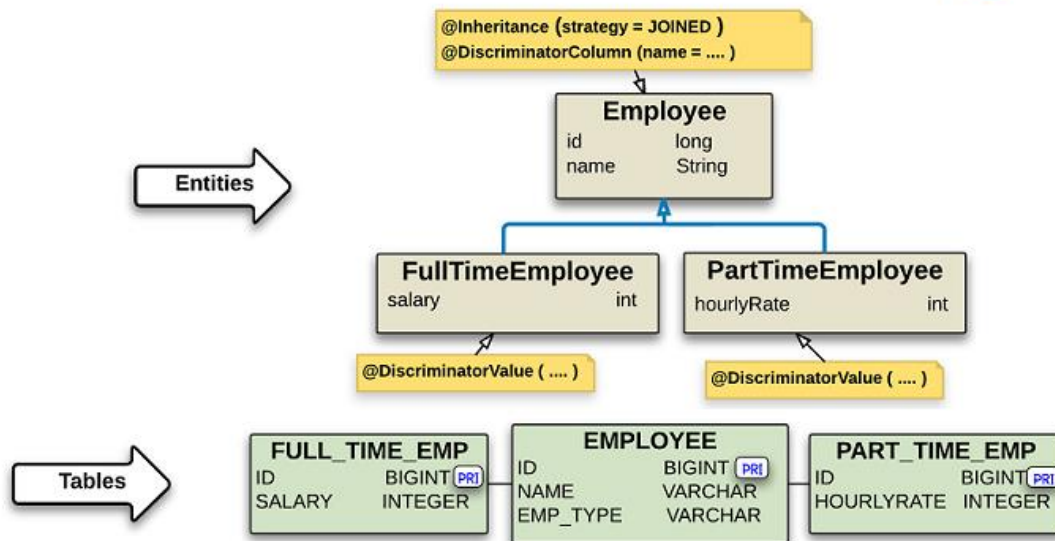 @Inheritance (strategy = JOINED )
@DiscriminatorColumn (name = .... )
Employee
id long
name String
Entities
FullTimeEmployee
salary int
PartTimeEmployee
hourlyRate int
@DiscriminatorValue ( .... )
@DiscriminatorValue ( .... )
Tables
FULL_TIME_EMP
ID BIGINT PRI
SALARY INTEGER
EMPLOYEE
ID BIGINT PRI
NAME VARCHAR
EMP_TYPE VARCHAR
PART_TIME_EMP
ID BIGINT PRI
HOURLYRATE INTEGER